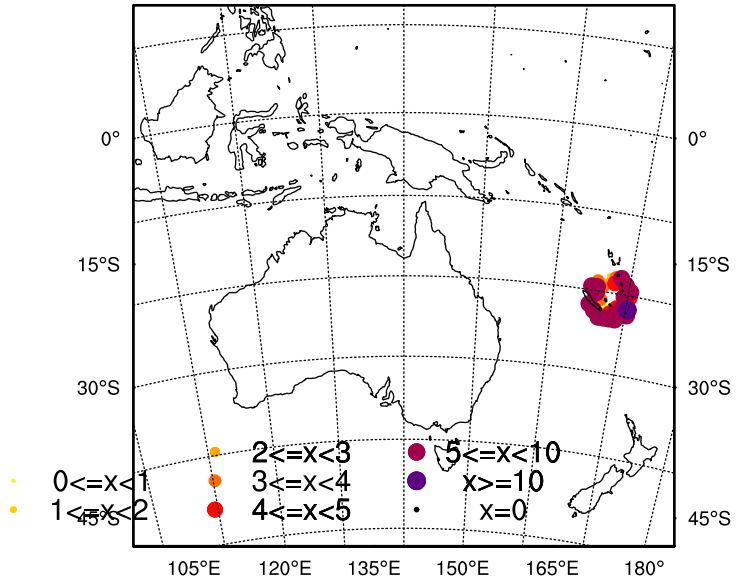 0° 0°
15°S 15°S
30°S 30°S
2<=x<3 5<=x<10
0<=x<1 3<=x<4 x>=10
1<=x<2 4<=x<5 x=0
45°S 45°S
105°E 120°E 135°E 150°E 165°E 180°